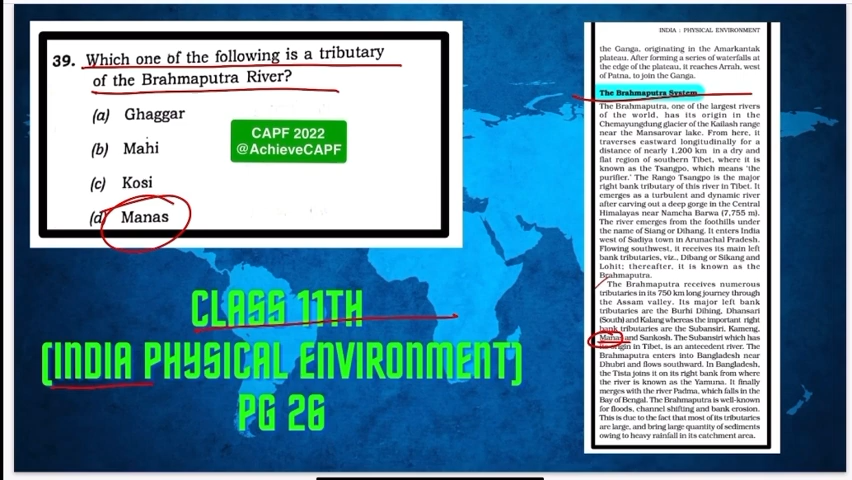 39. Which one of the following is a tributary
of the Brahmaputra River?
(a) Ghaggar
(b) Mahi
(c) Kosi
(d) Manas
CAPF 2022
@AchieveCAPF
CLASS 11TH
(INDIA PHYSICAL ENVIRONMENT)
PG 26
INDIA : PHYSICAL ENVIRONMENT
the Ganga, originating in the Amarkantak
plateau. After forming a series of waterfalls at
the edge of the plateau, it reaches Arrah, west
of Patna, to join the Ganga.
The Brahmaputra System
The Brahmaputra, one of the largest rivers
of the world, has its origin in the
Chemayungdung glacier of the Kailash range
near the Mansarovar lake. From here, it
traverses eastward longitudinally for a
distance of nearly 1,200 km in a dry and
flat region of southern Tibet, where it is
known as the Tsangpo, which means 'the
purifier.' The Rango Tsangpo is the major
right bank tributary of this river in Tibet. It
emerges as a turbulent and dynamic river
after carving out a deep gorge in the Central
Himalayas near Namcha Barwa (7,755 m).
The river emerges from the foothills under
the name of Siang or Dihang. It enters India
west of Sadiya town in Arunachal Pradesh.
Flowing southwest, it receives its main left
bank tributaries, viz., Dibang or Sikang and
Lohit; thereafter, it is known as the
Brahmaputra.
The Brahmaputra receives numerous
tributaries in its 750 km long journey through
the Assam valley. Its major left bank
tributaries are the Burhi Dihing, Dhansari
(South) and Kalang whereas the important right
bank tributaries are the Subansiri, Kameng,
Manas and Sankosh. The Subansiri which has
its origin in Tibet, is an antecedent river. The
Brahmaputra enters into Bangladesh near
Dhubri and flows southward. In Bangladesh,
the Tista joins it on its right bank from where
the river is known as the Yamuna. It finally
merges with the river Padma, which falls in the
Bay of Bengal. The Brahmaputra is well-known
for floods, channel shifting and bank erosion.
This is due to the fact that most of its tributaries
are large, and bring large quantity of sediments
owing to heavy rainfall in its catchment area.